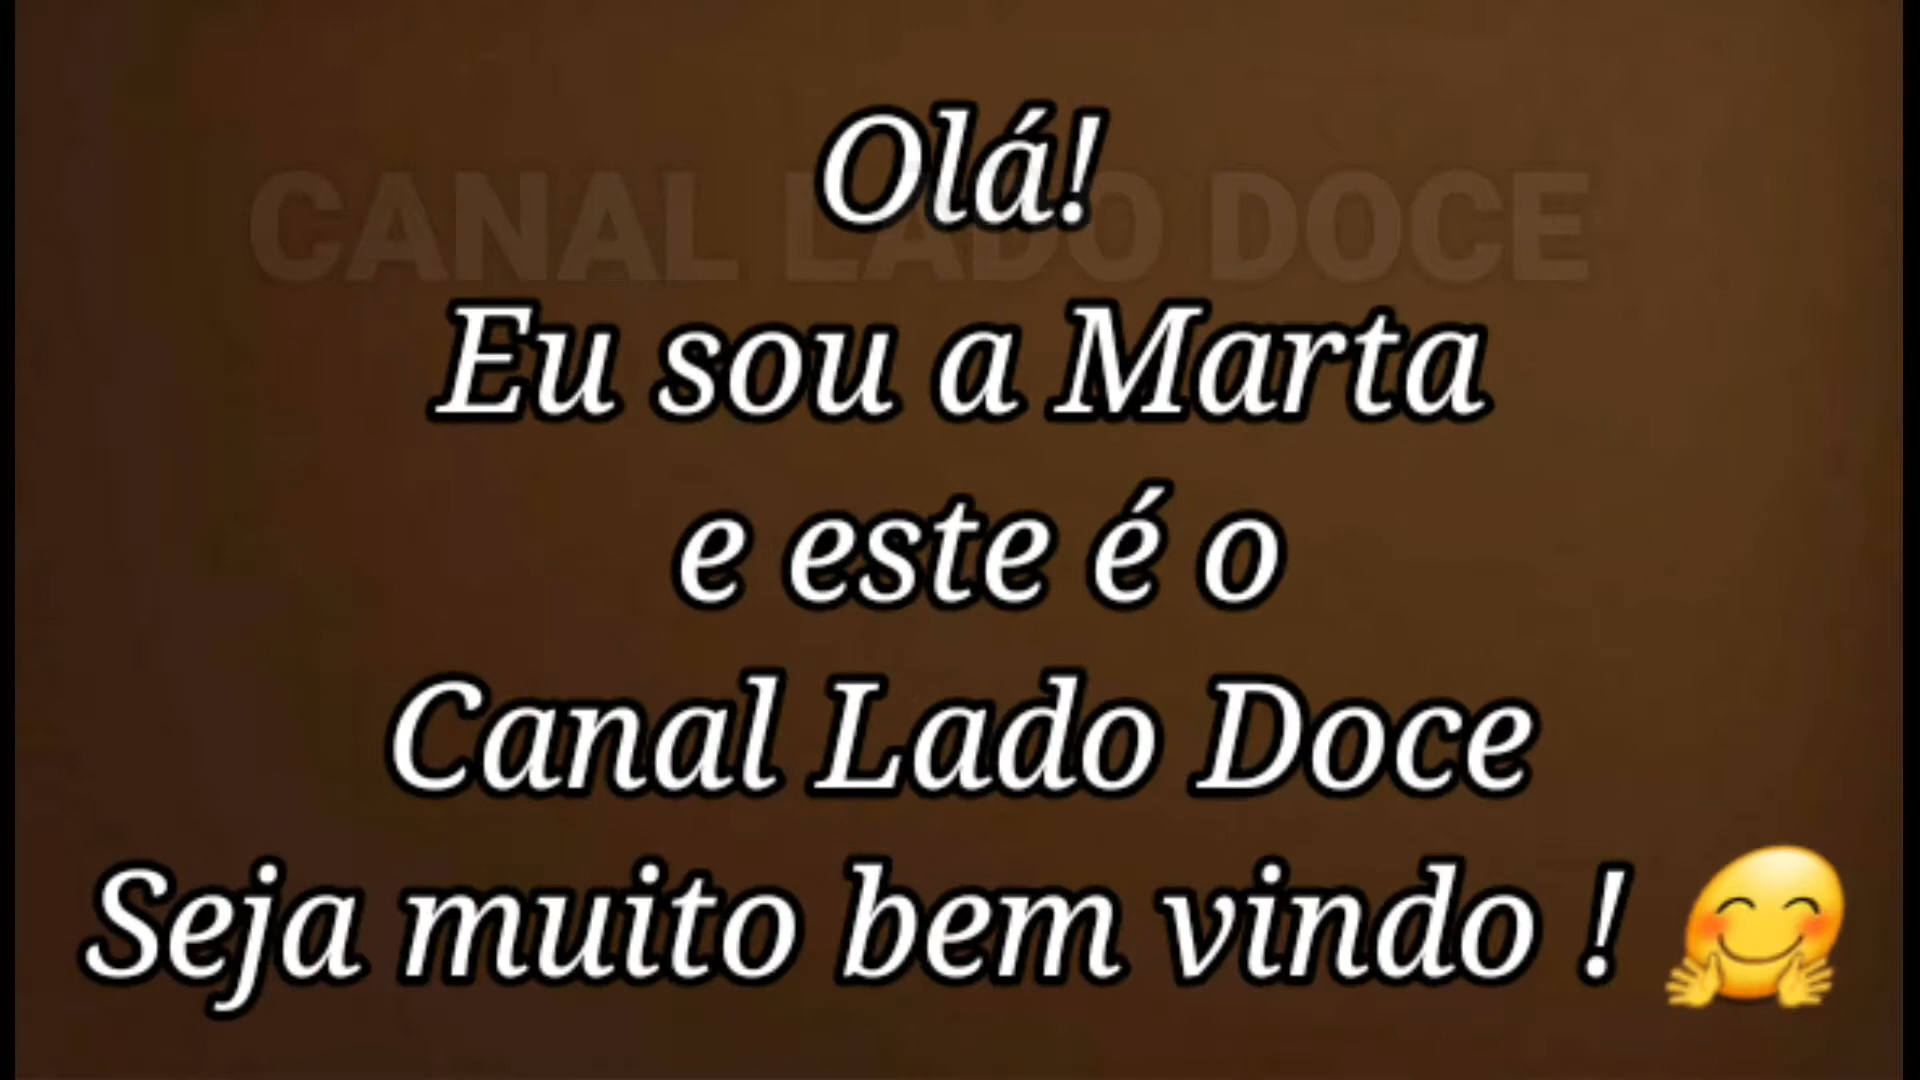 Olá!
CANAL LADO DOCE
Eu sou a Marta
e este é o
Canal Lado Doce
Seja muito bem vindo ! 🤗